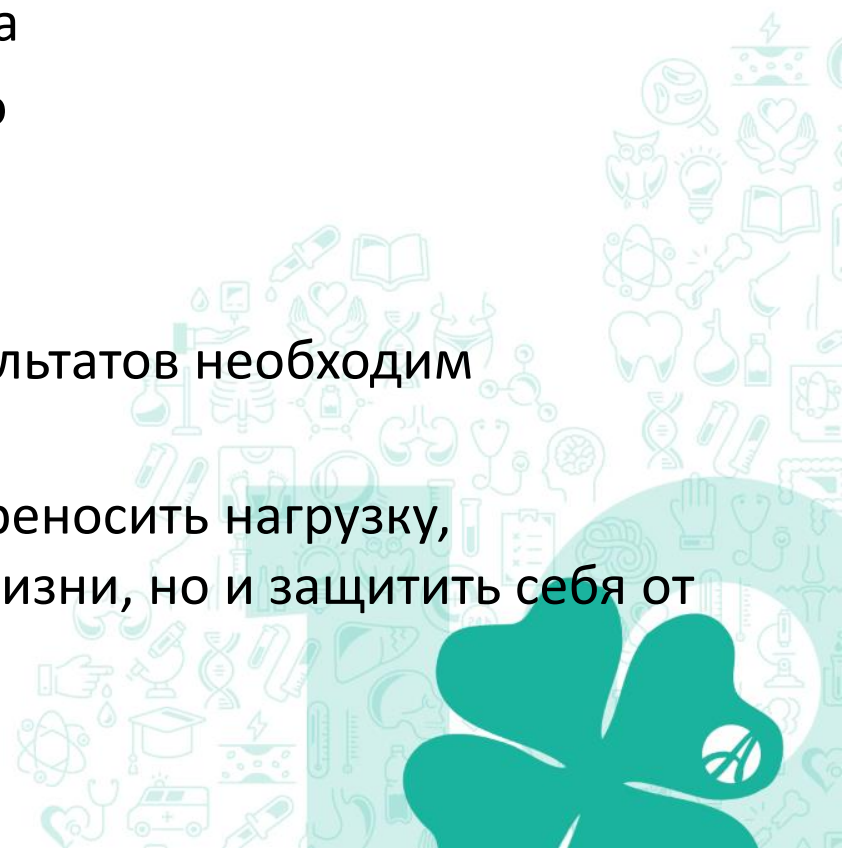 а
о
льтатов необходим
реносить нагрузку,
изни, но и защитить себя от